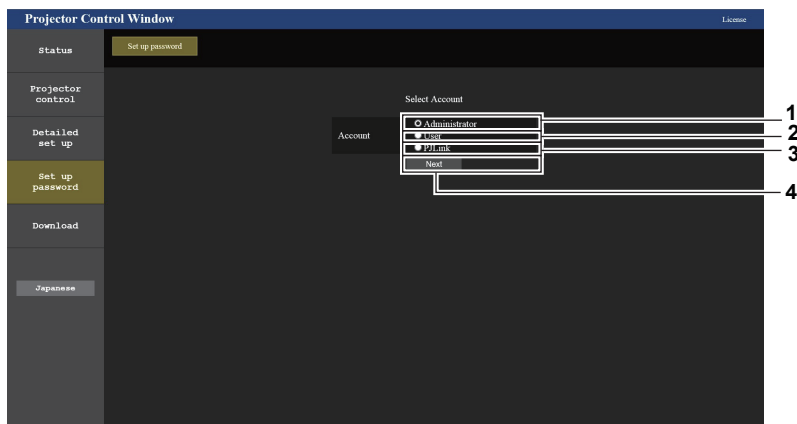 Projector Control Window
License
Status
Set up password
Projector
control
Detailed
set up
Set up
password
Download
Japanese
Select Account
Account
Administrator
User
PJLink
Next
1
2
3
4